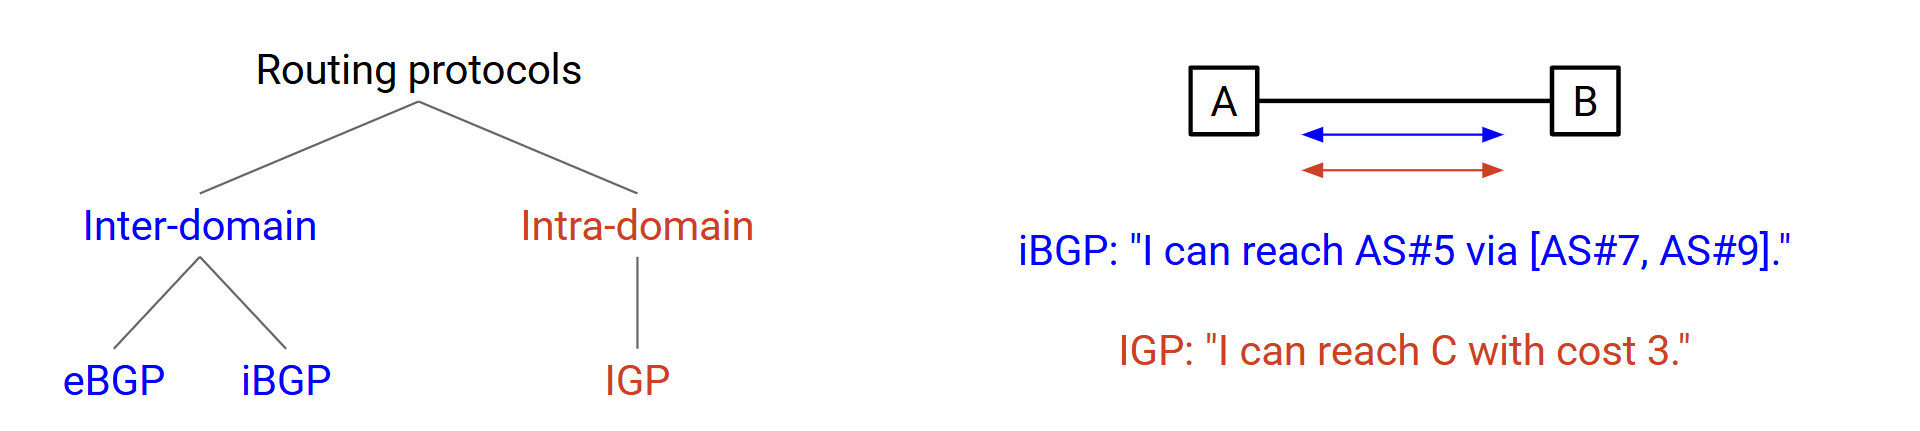 Routing protocols
Inter-domain
Intra-domain
eBGP
iBGP
IGP
A
B
iBGP: "I can reach AS#5 via [AS#7, AS#9]."
IGP: "I can reach C with cost 3."